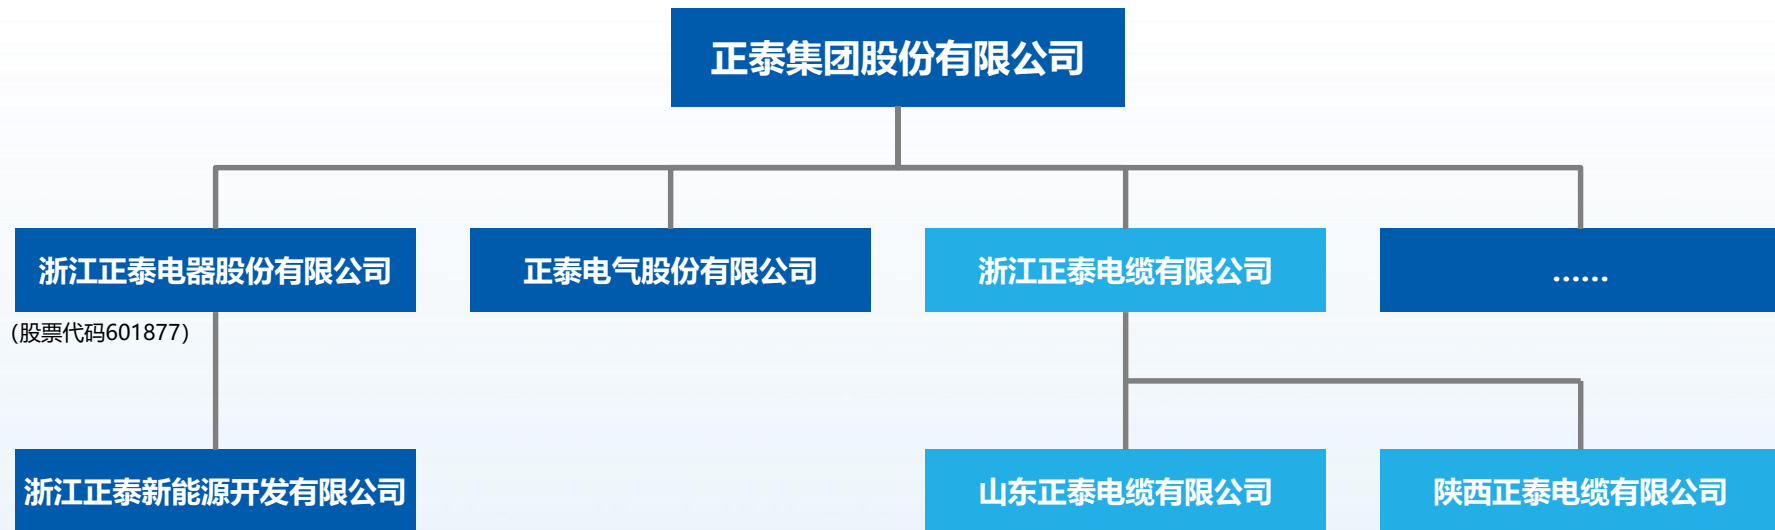 正泰集团股份有限公司
浙江正泰电器股份有限公司
正泰电气股份有限公司
浙江正泰电缆有限公司
......
(股票代码601877)
浙江正泰新能源开发有限公司
山东正泰电缆有限公司
陕西正泰电缆有限公司